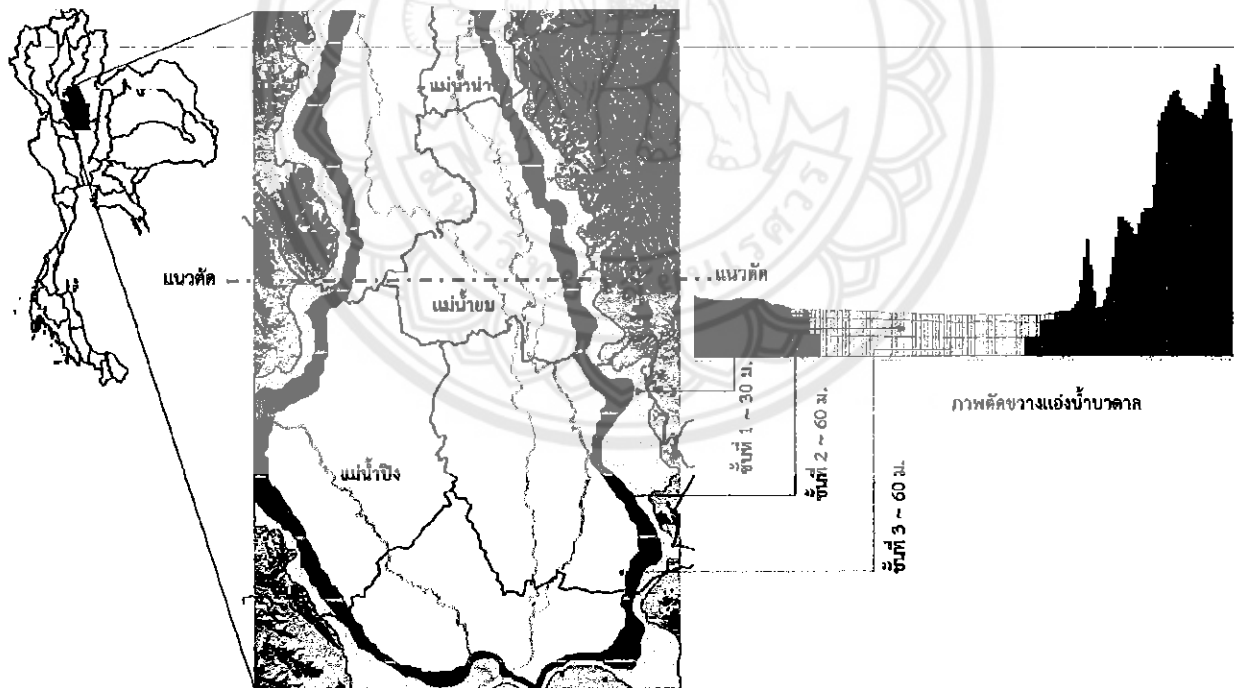 แม่น้ำน่าน
แนวตัด
แนวตัด
แม่น้ำยม
ชั้นที่ 1 ~ 30 ม.
ชั้นที่ 2 ~ 60 ม.
ชั้นที่ 3 ~ 60 ม.
ภาพตัดขวางแอ่งน้ำบาดาล
แม่น้ำปิง